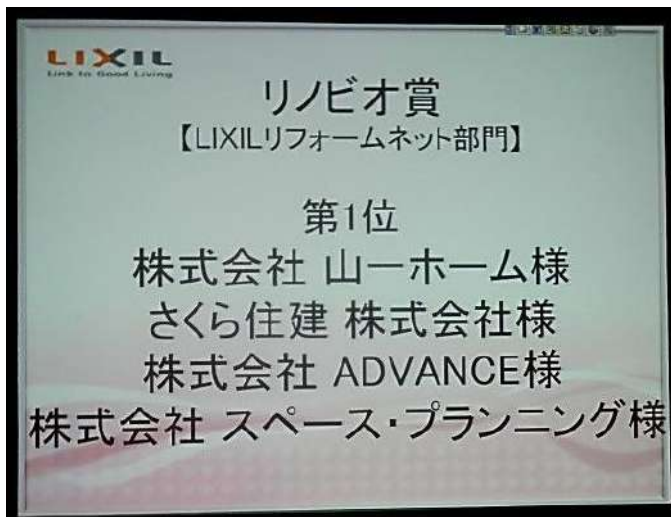 LIXIL
Link to Good Living
リノビオ賞
【LIXILリフォームネット部門】
第1位
株式会社 山一ホーム様
さくら住建 株式会社様
株式会社 ADVANCE様
株式会社 スペース・プランニング様